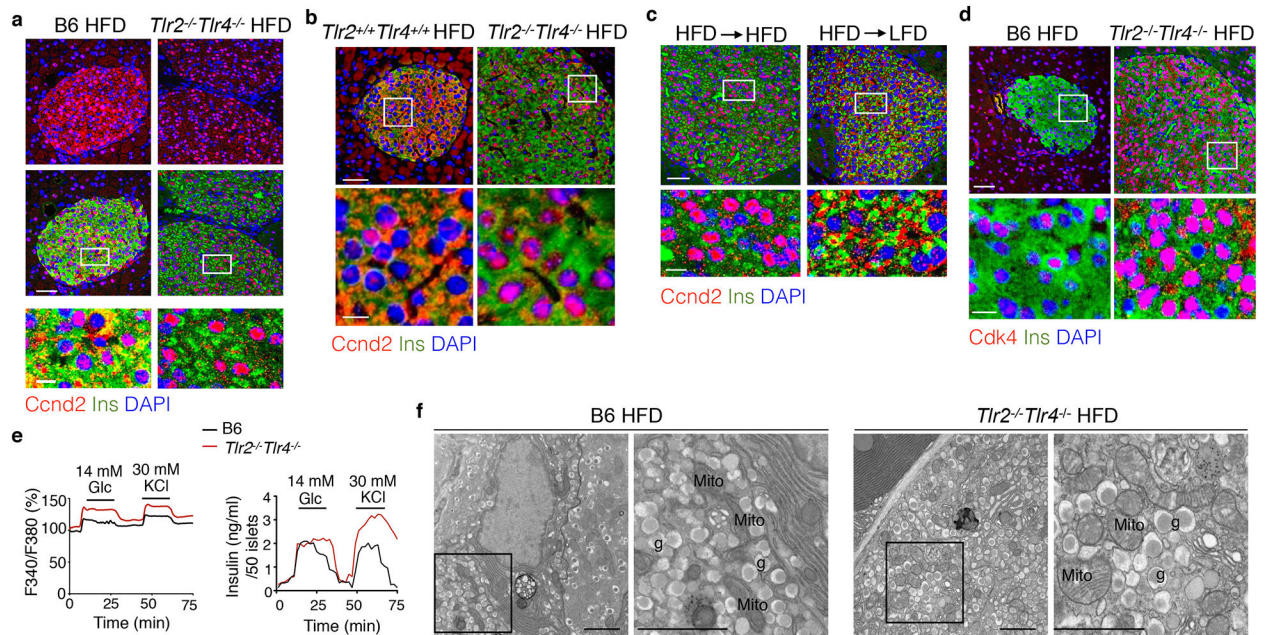 a
B6 HFD Tlr2-/-Tlr4-/- HFD
Ccnd2 Ins DAPI
b
Tlr2+/+Tlr4+/+ HFD Tlr2-/-Tlr4-/- HFD
Ccnd2 Ins DAPI
c
HFD → HFD HFD → LFD
Ccnd2 Ins DAPI
d
B6 HFD Tlr2-/-Tlr4-/- HFD
Cdk4 Ins DAPI
e
B6
Tlr2-/-Tlr4-/-
14 mM
Glc
30 mM
KCl
F340/F380 (%)
150
100
50
0
0 25 50 75
Time (min)
14 mM
Glc
30 mM
KCl
Insulin (ng/ml)
/50 islets
4
3
2
1
0
0 25 50 75
Time (min)
f
B6 HFD
Mito
Mito
g
g
Mito
Tlr2-/-Tlr4-/- HFD
Mito
g
Mito
g